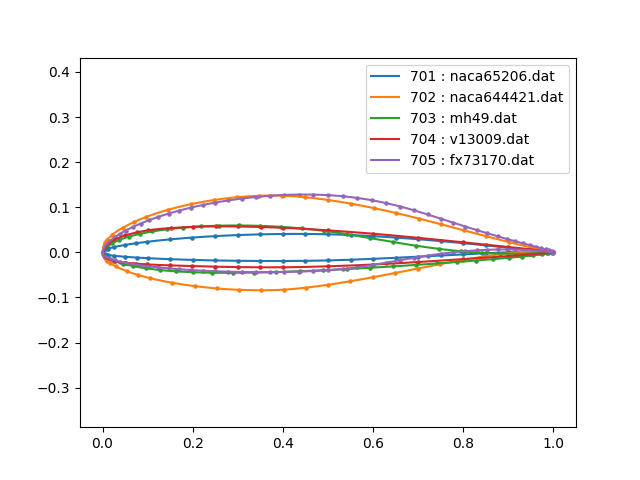 0.4
0.3
0.2
0.1
0.0
−0.1
−0.2
−0.3
0.0 0.2 0.4 0.6 0.8 1.0
701 : naca65206.dat
702 : naca644421.dat
703 : mh49.dat
704 : v13009.dat
705 : fx73170.dat